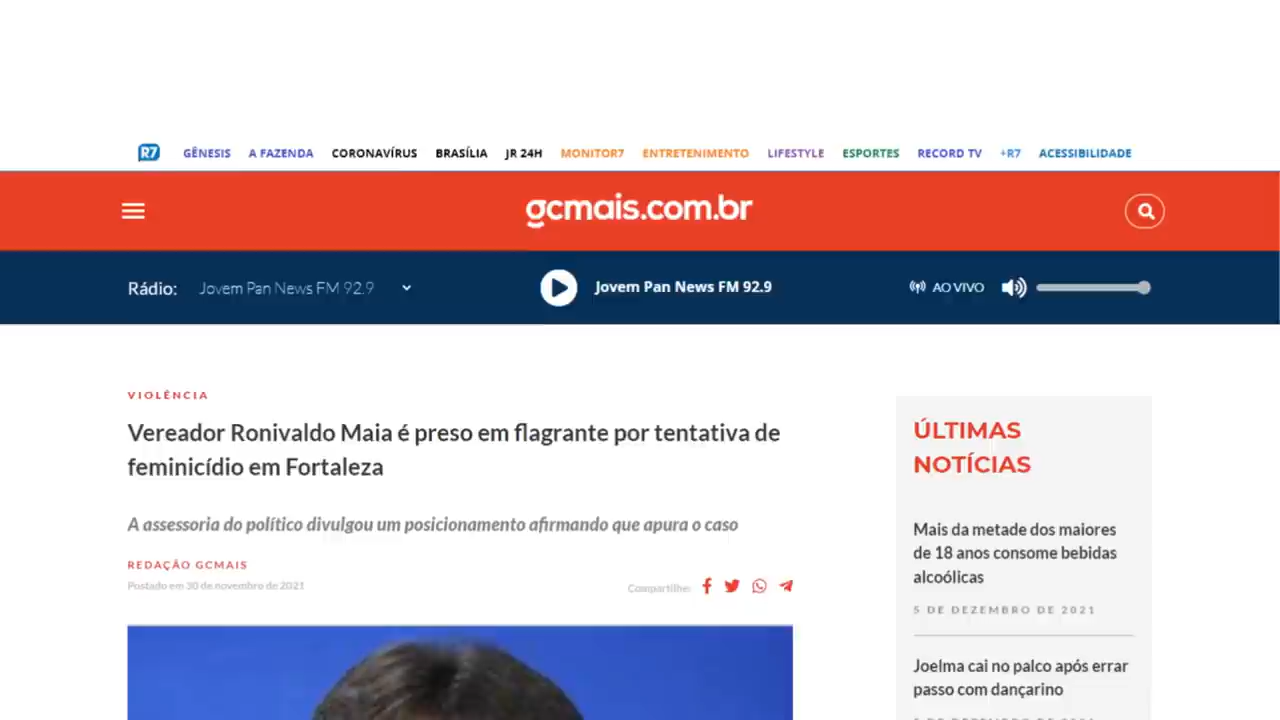 R7 GÊNESIS A FAZENDA CORONAVÍRUS BRASÍLIA JR 24H MONITOR7 ENTRETENIMENTO LIFESTYLE ESPORTES RECORD TV +R7 ACESSIBILIDADE
gcmais.com.br
Rádio: Jovem Pan News FM 92.9 Jovem Pan News FM 92.9 AO VIVO
VIOLÊNCIA
Vereador Ronivaldo Maia é preso em flagrante por tentativa de
feminicídio em Fortaleza
A assessoria do político divulgou um posicionamento afirmando que apura o caso
REDAÇÃO GCMAIS
Postado em 30 de novembro de 2021
Compartilhe:
ÚLTIMAS
NOTÍCIAS
Mais da metade dos maiores
de 18 anos consome bebidas
alcoólicas
5 DE DEZEMBRO DE 2021
Joelma cai no palco após errar
passo com dançarino